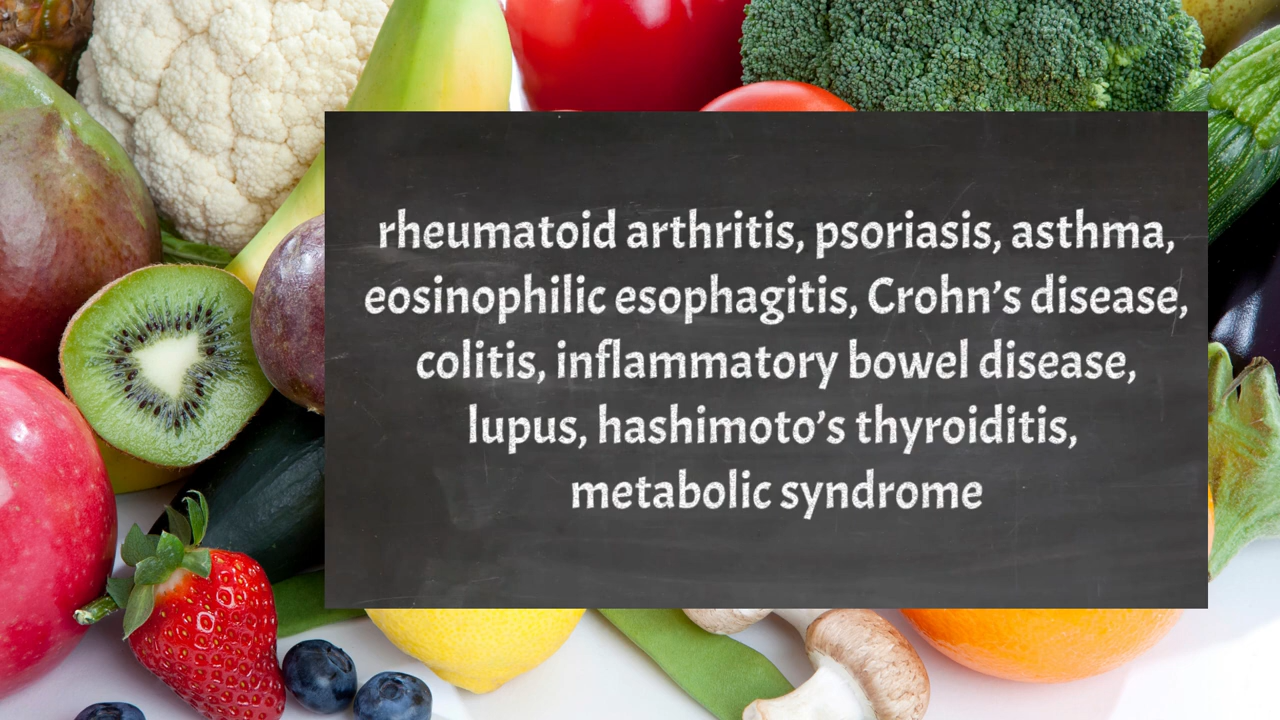 rheumatoid arthritis, psoriasis, asthma,
eosinophilic esophagitis, Crohn’s disease,
colitis, inflammatory bowel disease,
lupus, hashimoto’s thyroiditis,
metabolic syndrome